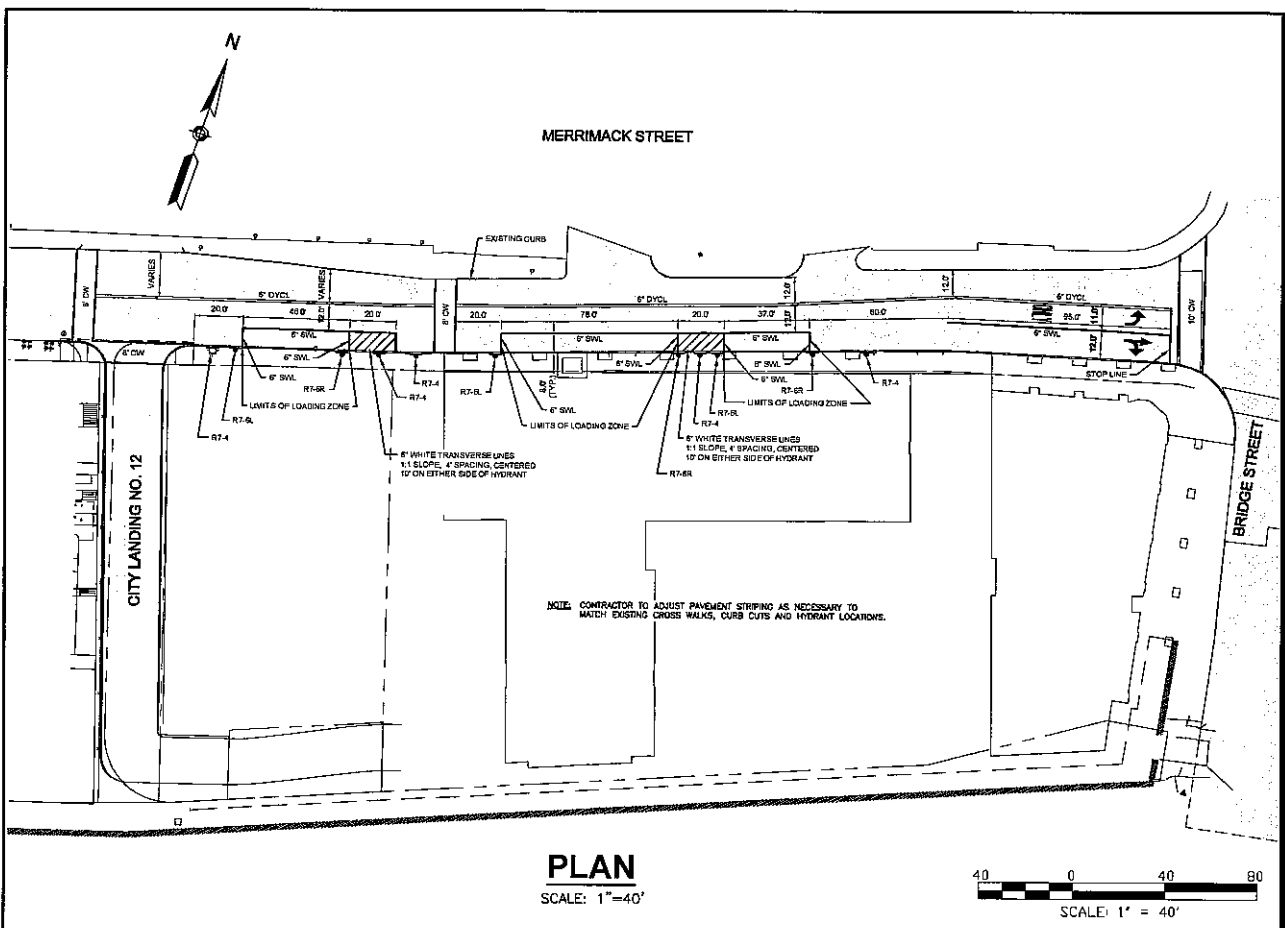 N
MERRIMACK STREET
EXISTING CURB
VARIES
VARIES
8' CW
6" DYCL
6" DYCL
6" DYCL
12.0'
12.0'
10' CW
20.0'
20.0'
8' CW
20.0'
76.0'
20.0'
37.0'
60.0'
95.0'
11.0'
12.0'
6" SWL
6" SWL
6" SWL
6" SWL
6" SWL
6" SWL
6" SWL
6" SWL
6" SWL
6" SWL
8' CW
STOP LINE
4.0'
(TYP.)
R7-4
R7-6L
R7-6R
R7-4
R7-4
R7-6L
R7-6R
R7-4
R7-6L
R7-6R
R7-4
LIMITS OF LOADING ZONE
LIMITS OF LOADING ZONE
LIMITS OF LOADING ZONE
6" WHITE TRANSVERSE LINES
1:1 SLOPE, 4' SPACING, CENTERED
10' ON EITHER SIDE OF HYDRANT
6" WHITE TRANSVERSE LINES
1:1 SLOPE, 4' SPACING, CENTERED
10' ON EITHER SIDE OF HYDRANT
CITY LANDING NO. 12
BRIDGE STREET
NOTE: CONTRACTOR TO ADJUST PAVEMENT STRIPING AS NECESSARY TO
MATCH EXISTING CROSS WALKS, CURB CUTS AND HYDRANT LOCATIONS.
PLAN
SCALE: 1"=40'
40 0 40 80
SCALE: 1" = 40'